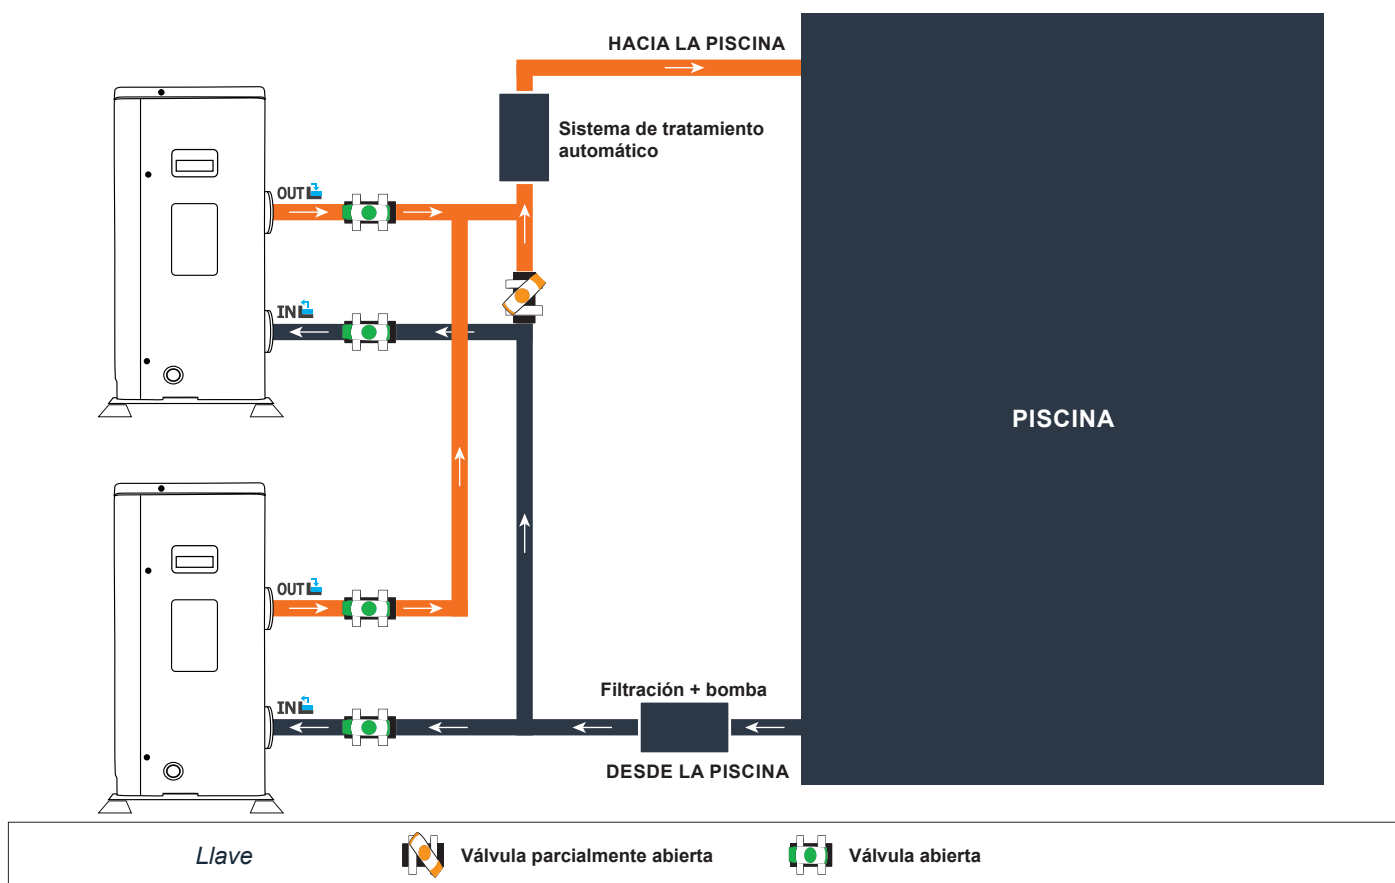 HACIA LA PISCINA
Sistema de tratamiento
automático
OUT
IN
PISCINA
OUT
IN
Filtración + bomba
DESDE LA PISCINA
Llave
Válvula parcialmente abierta
Válvula abierta